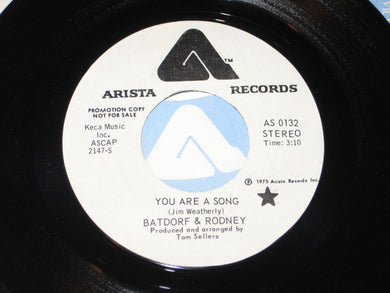 TM
ARISTA RECORDS
PROMOTION COPY
NOT FOR SALE
Keca Music
Inc.
ASCAP
2147-S
AS 0132
STEREO
Time: 3:10
℗ 1975 Arista Records Inc.
YOU ARE A SONG
(Jim Weatherly)
BATDORF & RODNEY
Produced and arranged by
Tom Sellers